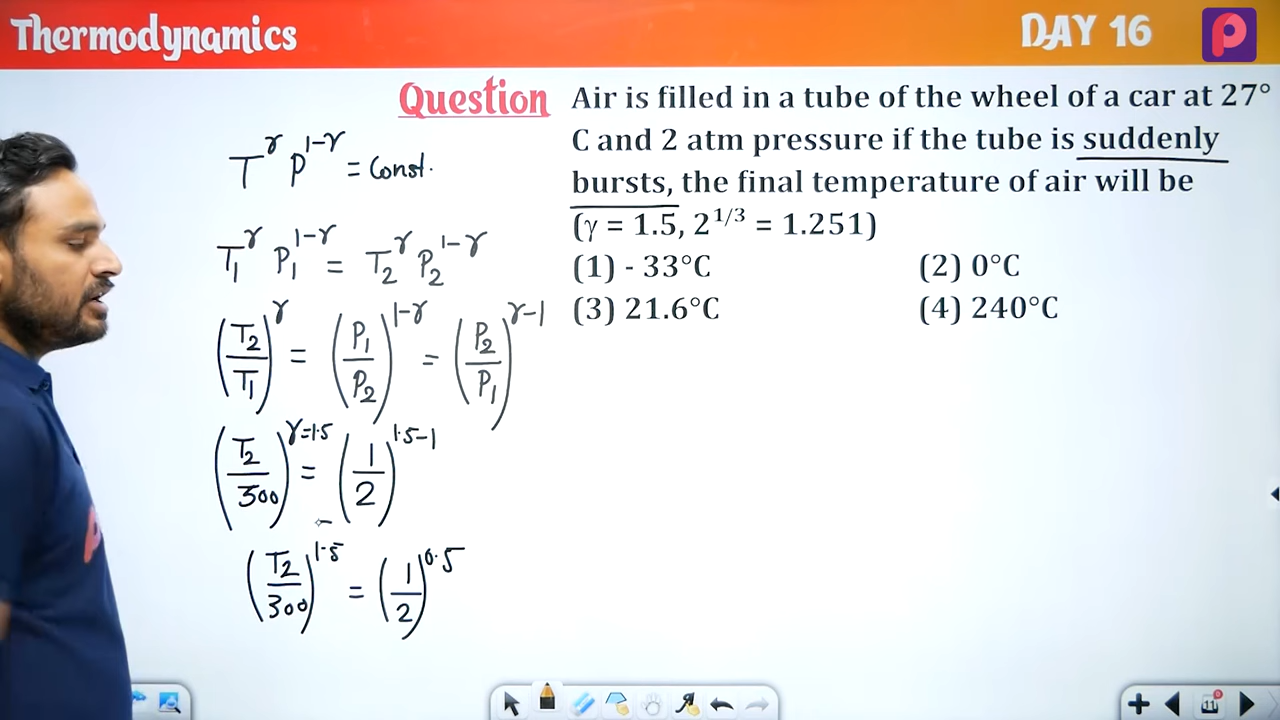 Thermodynamics
DAY 16
Question
Air is filled in a tube of the wheel of a car at 27°
C and 2 atm pressure if the tube is suddenly
bursts, the final temperature of air will be
(γ = 1.5, 2^{1/3} = 1.251)
(1) - 33°C
(2) 0°C
(3) 21.6°C
(4) 240°C
T^γ P^{1-γ} = Const.
T₁^γ P₁^{1-γ} = T₂^γ P₂^{1-γ}
(T₂/T₁)^γ = (P₁/P₂)^{1-γ} = (P₂/P₁)^{γ-1}
(T₂/300)^{γ=1.5} = (1/2)^{1.5-1}
(T₂/300)^{1.5} = (1/2)^{0.5}
11